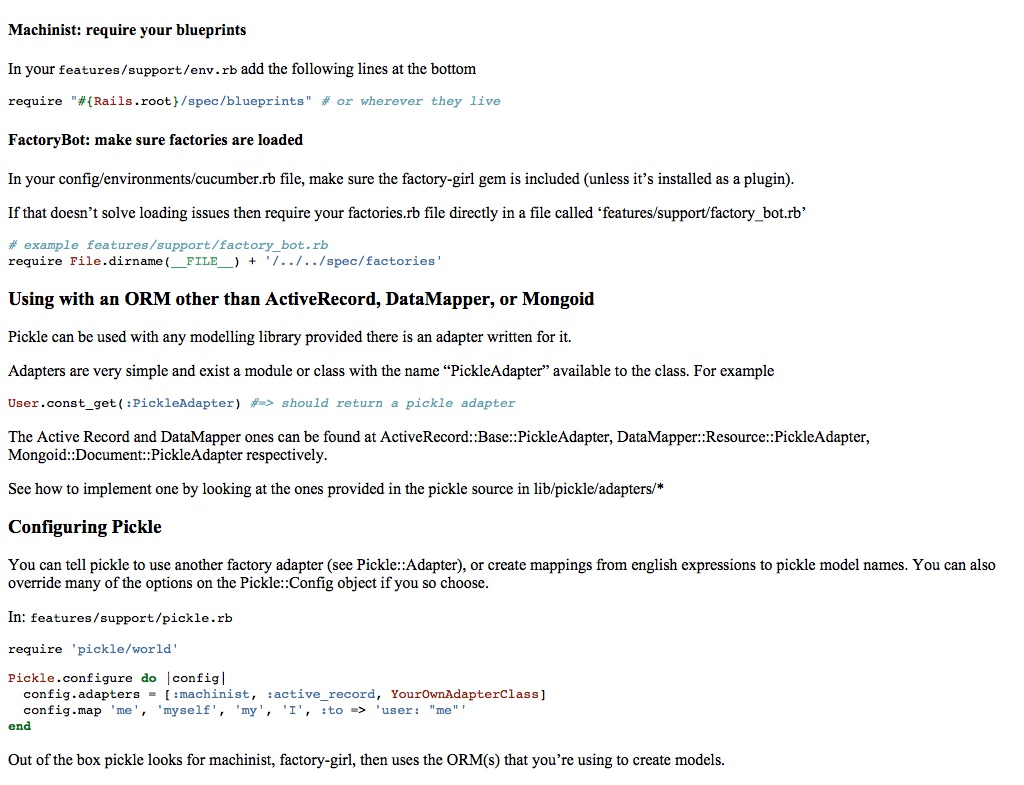 Machinist: require your blueprints
In your features/support/env.rb add the following lines at the bottom
require "#{Rails.root}/spec/blueprints" # or wherever they live
FactoryBot: make sure factories are loaded
In your config/environments/cucumber.rb file, make sure the factory-girl gem is included (unless it’s installed as a plugin).
If that doesn’t solve loading issues then require your factories.rb file directly in a file called ‘features/support/factory_bot.rb’
# example features/support/factory_bot.rb
require File.dirname(__FILE__) + '/../../spec/factories'
Using with an ORM other than ActiveRecord, DataMapper, or Mongoid
Pickle can be used with any modelling library provided there is an adapter written for it.
Adapters are very simple and exist a module or class with the name “PickleAdapter” available to the class. For example
User.const_get(:PickleAdapter) #=> should return a pickle adapter
The Active Record and DataMapper ones can be found at ActiveRecord::Base::PickleAdapter, DataMapper::Resource::PickleAdapter,
Mongoid::Document::PickleAdapter respectively.
See how to implement one by looking at the ones provided in the pickle source in lib/pickle/adapters/*
Configuring Pickle
You can tell pickle to use another factory adapter (see Pickle::Adapter), or create mappings from english expressions to pickle model names. You can also
override many of the options on the Pickle::Config object if you so choose.
In: features/support/pickle.rb
require 'pickle/world'
Pickle.configure do |config|
  config.adapters = [:machinist, :active_record, YourOwnAdapterClass]
  config.map 'me', 'myself', 'my', 'I', :to => 'user: "me"'
end
Out of the box pickle looks for machinist, factory-girl, then uses the ORM(s) that you’re using to create models.